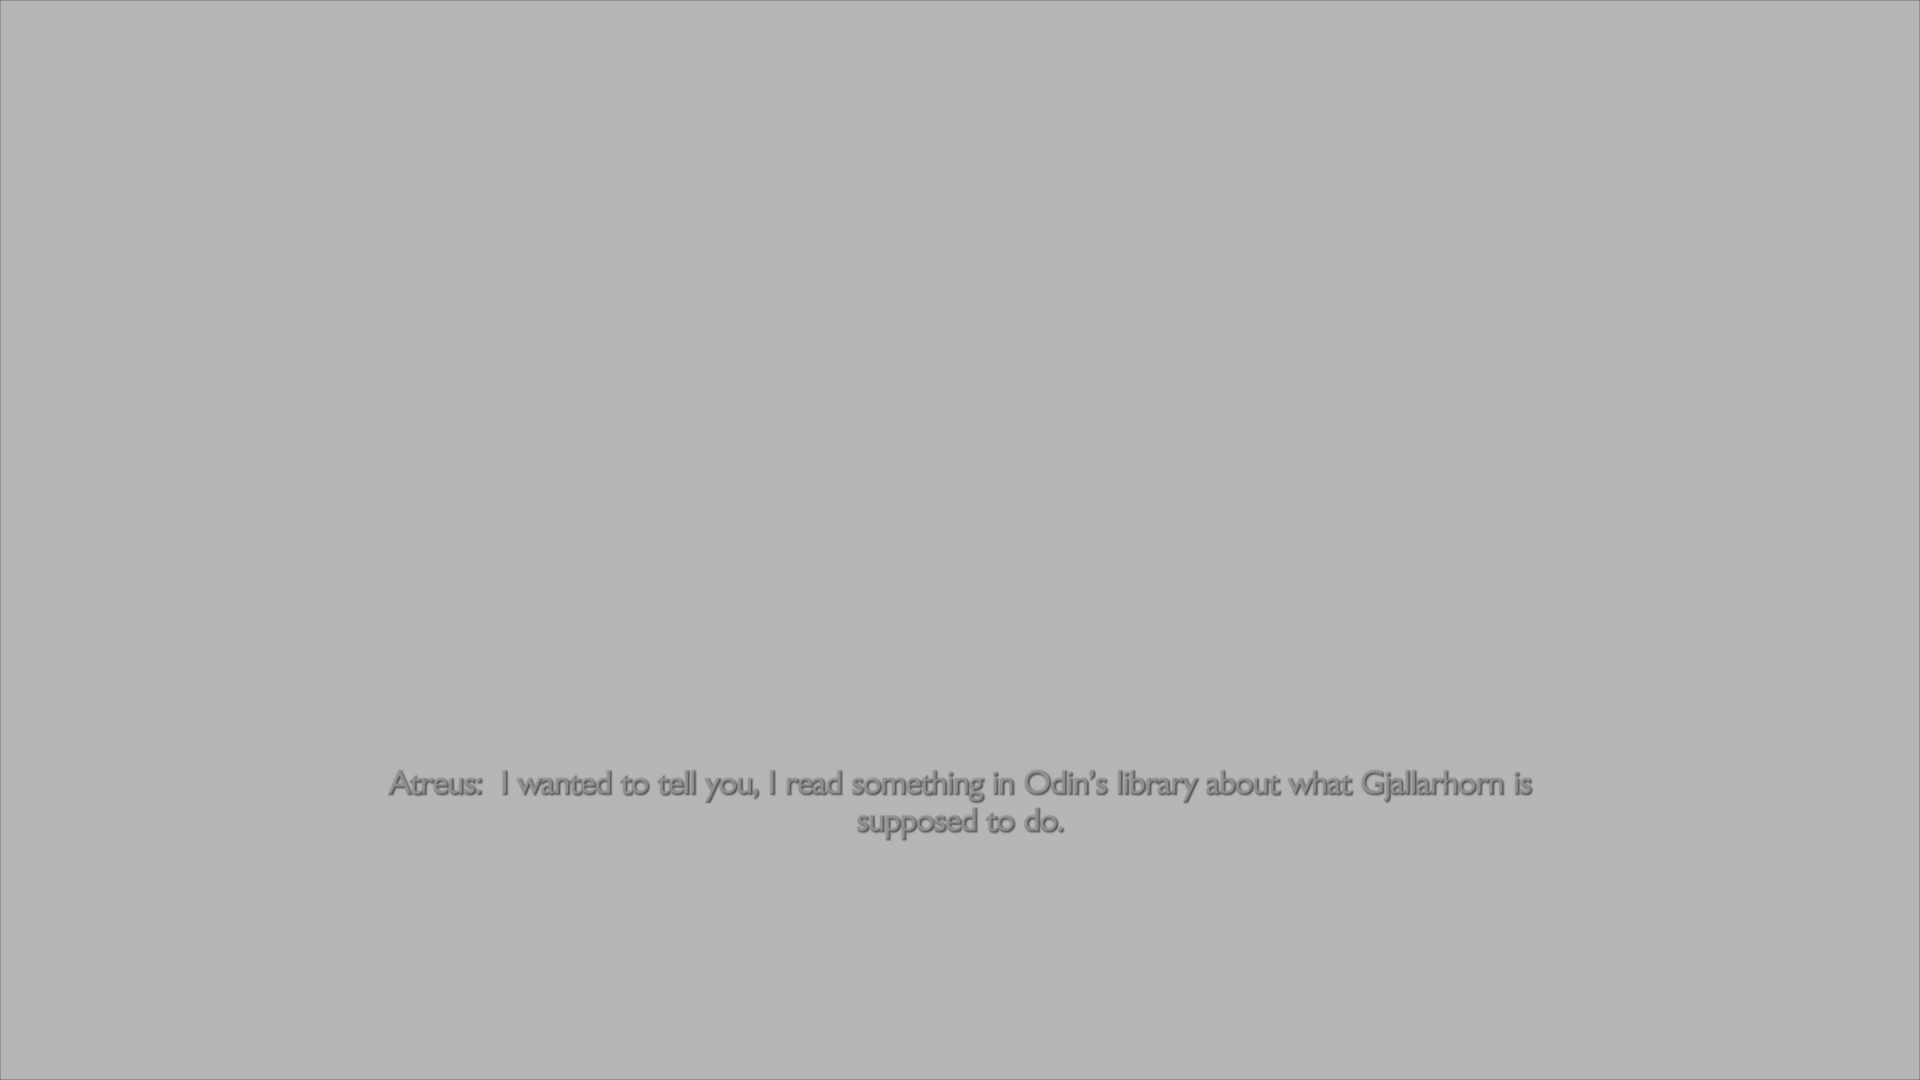 Atreus:  I wanted to tell you, I read something in Odin’s library about what Gjallarhorn is
supposed to do.